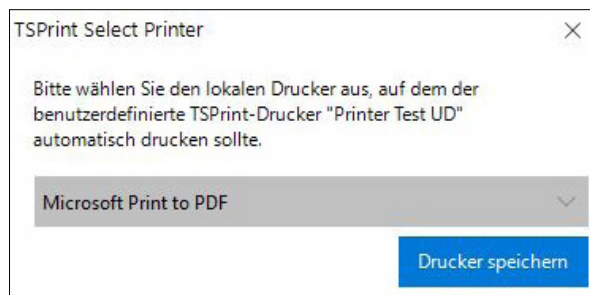 TSPrint Select Printer
Bitte wählen Sie den lokalen Drucker aus, auf dem der
benutzerdefinierte TSPrint-Drucker "Printer Test UD"
automatisch drucken sollte.
Microsoft Print to PDF
Drucker speichern